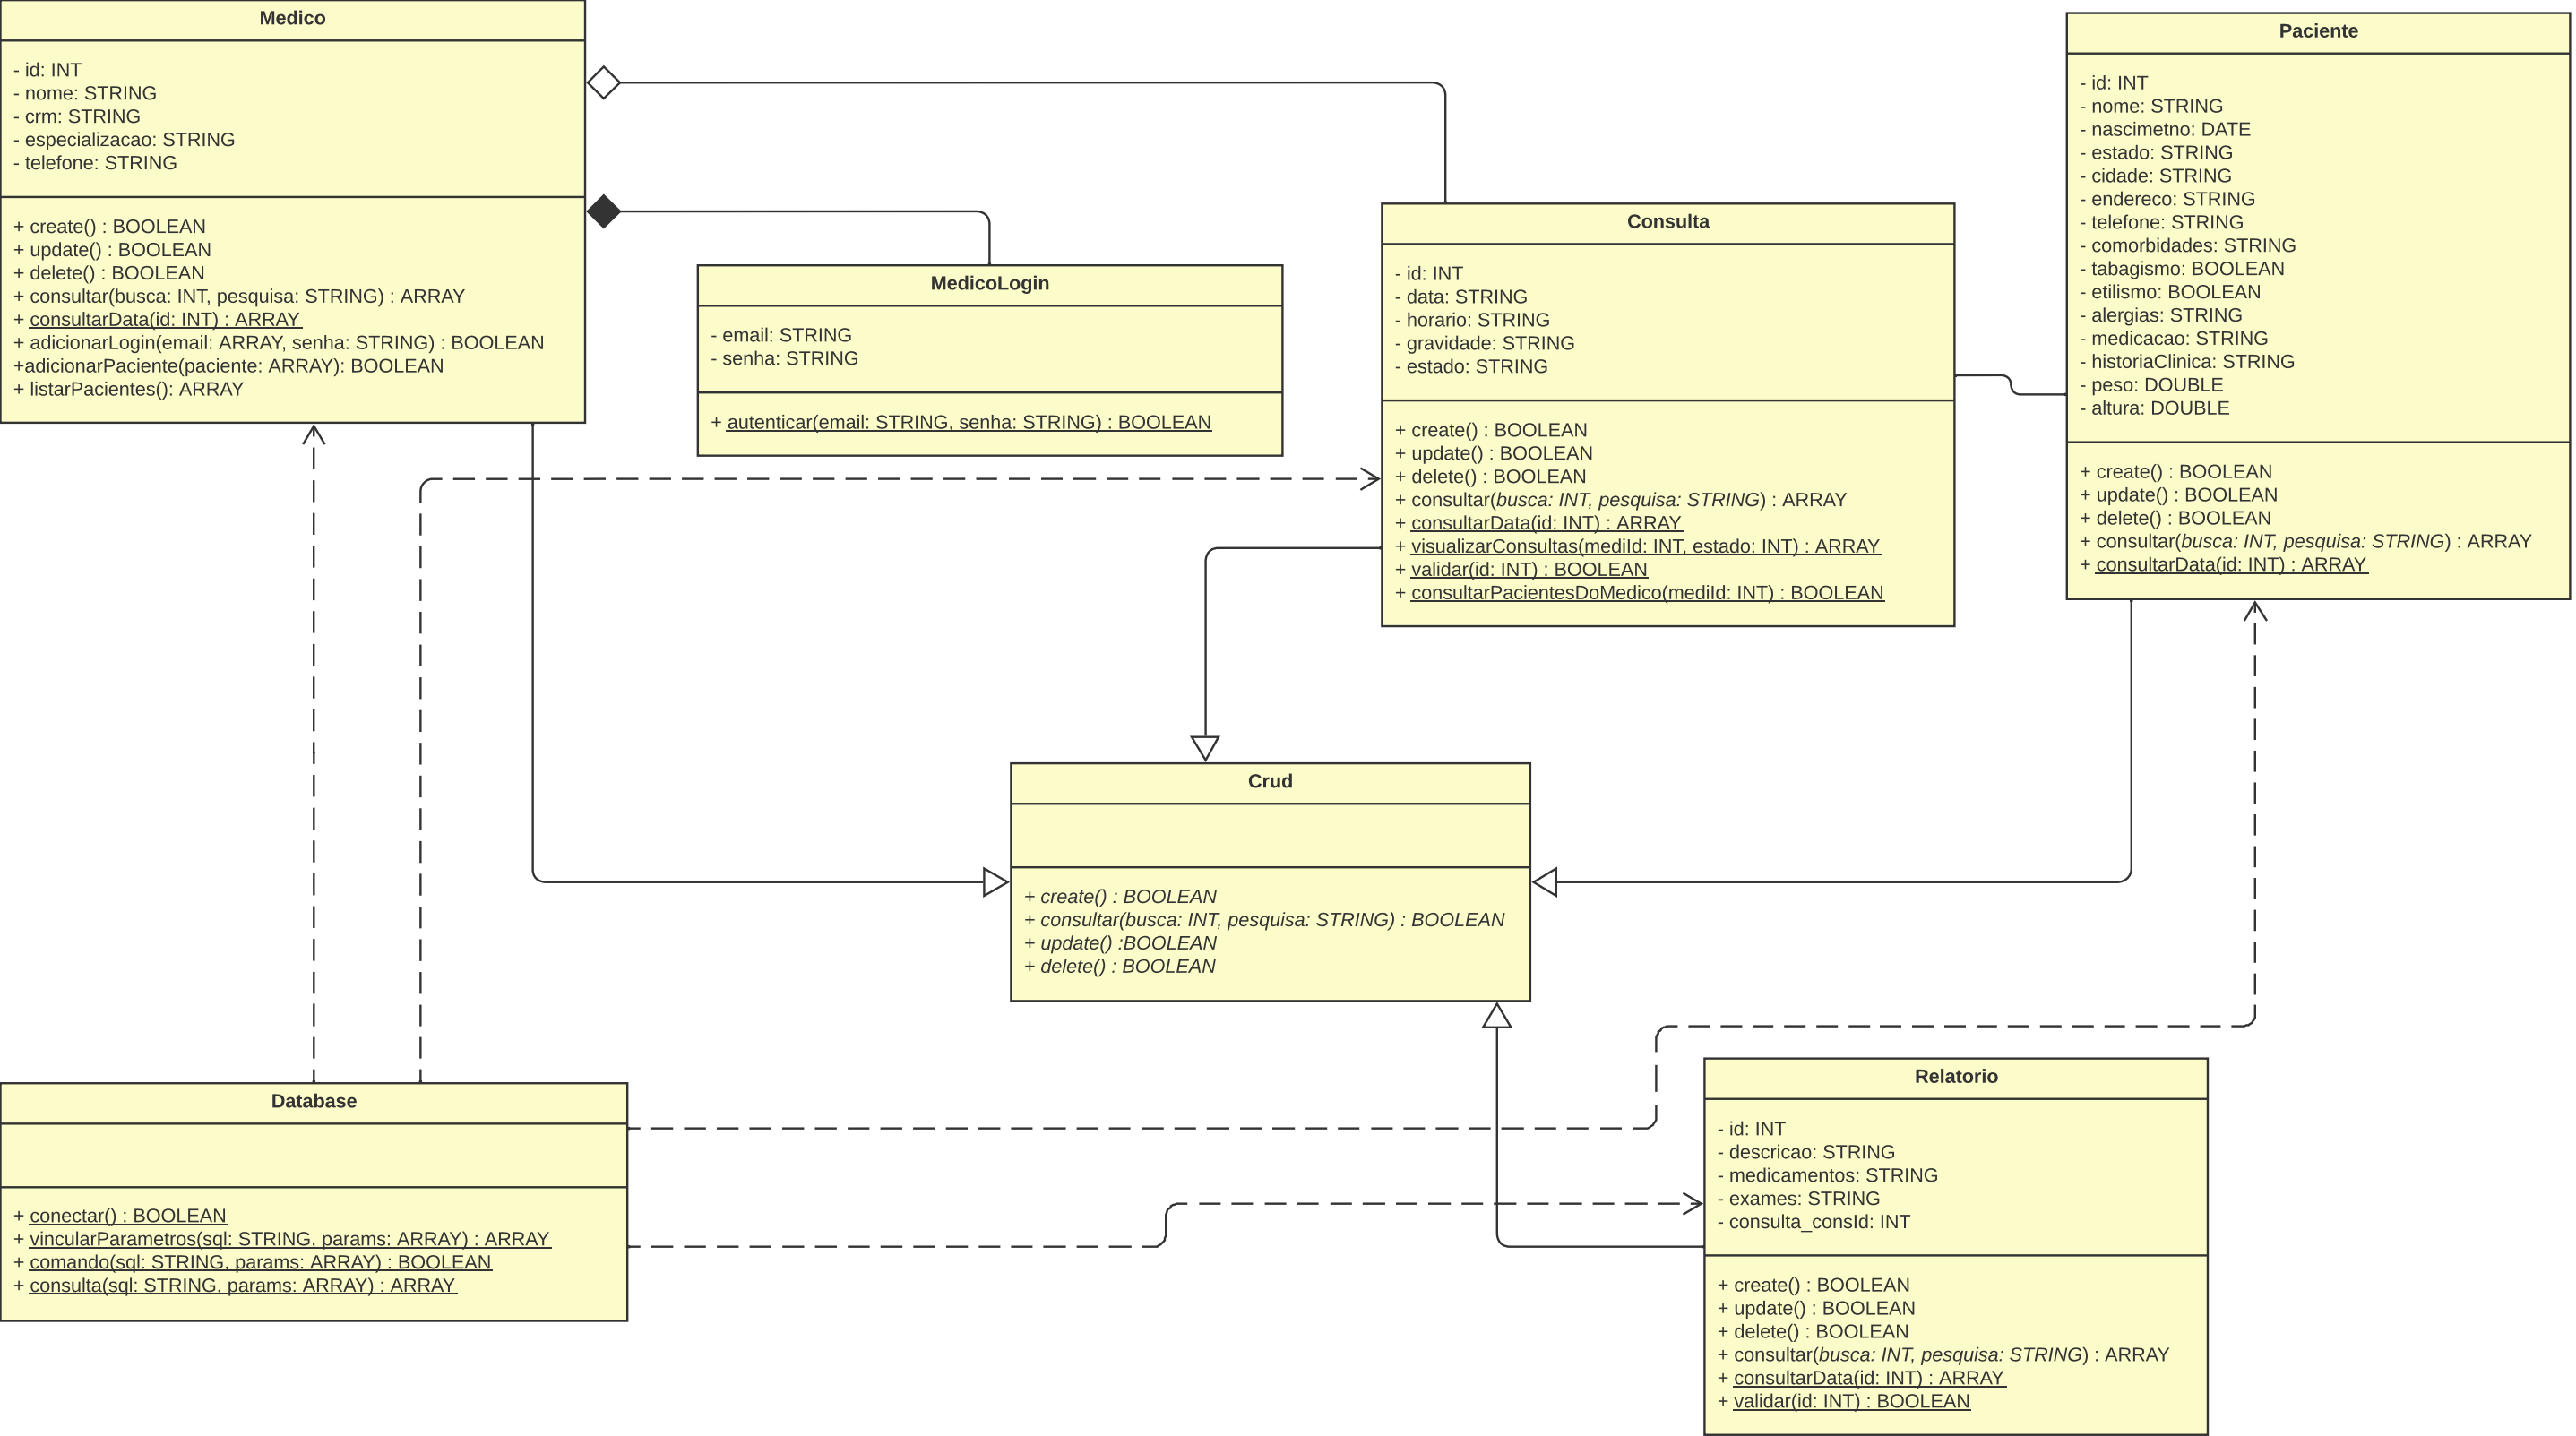 Medico
- id: INT
- nome: STRING
- crm: STRING
- especializacao: STRING
- telefone: STRING
+ create() : BOOLEAN
+ update() : BOOLEAN
+ delete() : BOOLEAN
+ consultar(busca: INT, pesquisa: STRING) : ARRAY
+ consultarData(id: INT) : ARRAY
+ adicionarLogin(email: ARRAY, senha: STRING) : BOOLEAN
+adicionarPaciente(paciente: ARRAY): BOOLEAN
+ listarPacientes(): ARRAY
MedicoLogin
- email: STRING
- senha: STRING
+ autenticar(email: STRING, senha: STRING) : BOOLEAN
Consulta
- id: INT
- data: STRING
- horario: STRING
- gravidade: STRING
- estado: STRING
+ create() : BOOLEAN
+ update() : BOOLEAN
+ delete() : BOOLEAN
+ consultar(busca: INT, pesquisa: STRING) : ARRAY
+ consultarData(id: INT) : ARRAY
+ visualizarConsultas(mediId: INT, estado: INT) : ARRAY
+ validar(id: INT) : BOOLEAN
+ consultarPacientesDoMedico(mediId: INT) : BOOLEAN
Paciente
- id: INT
- nome: STRING
- nascimetno: DATE
- estado: STRING
- cidade: STRING
- endereco: STRING
- telefone: STRING
- comorbidades: STRING
- tabagismo: BOOLEAN
- etilismo: BOOLEAN
- alergias: STRING
- medicacao: STRING
- historiaClinica: STRING
- peso: DOUBLE
- altura: DOUBLE
+ create() : BOOLEAN
+ update() : BOOLEAN
+ delete() : BOOLEAN
+ consultar(busca: INT, pesquisa: STRING) : ARRAY
+ consultarData(id: INT) : ARRAY
Crud
+ create() : BOOLEAN
+ consultar(busca: INT, pesquisa: STRING) : BOOLEAN
+ update() :BOOLEAN
+ delete() : BOOLEAN
Database
+ conectar() : BOOLEAN
+ vincularParametros(sql: STRING, params: ARRAY) : ARRAY
+ comando(sql: STRING, params: ARRAY) : BOOLEAN
+ consulta(sql: STRING, params: ARRAY) : ARRAY
Relatorio
- id: INT
- descricao: STRING
- medicamentos: STRING
- exames: STRING
- consulta_consId: INT
+ create() : BOOLEAN
+ update() : BOOLEAN
+ delete() : BOOLEAN
+ consultar(busca: INT, pesquisa: STRING) : ARRAY
+ consultarData(id: INT) : ARRAY
+ validar(id: INT) : BOOLEAN